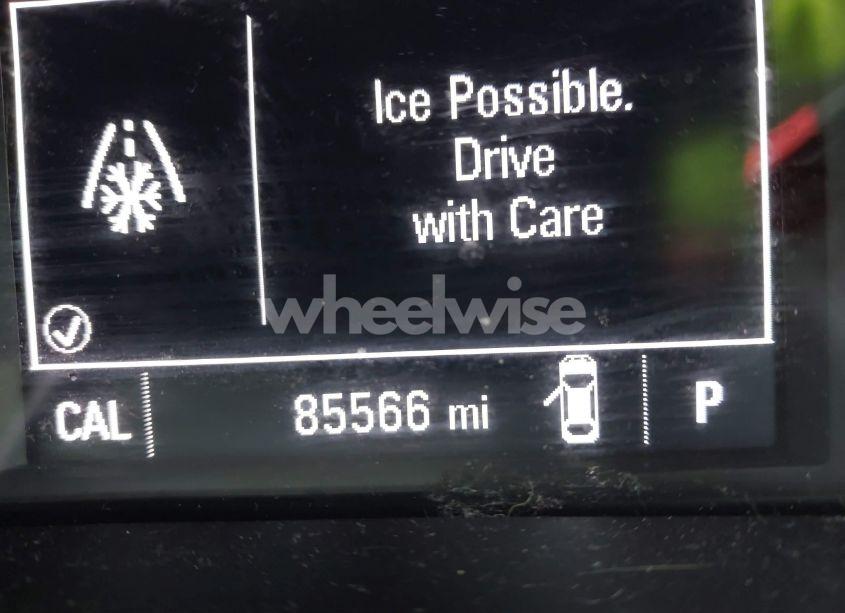 Ice Possible.
Drive
with Care
wheelwise
CAL
85566 mi
P